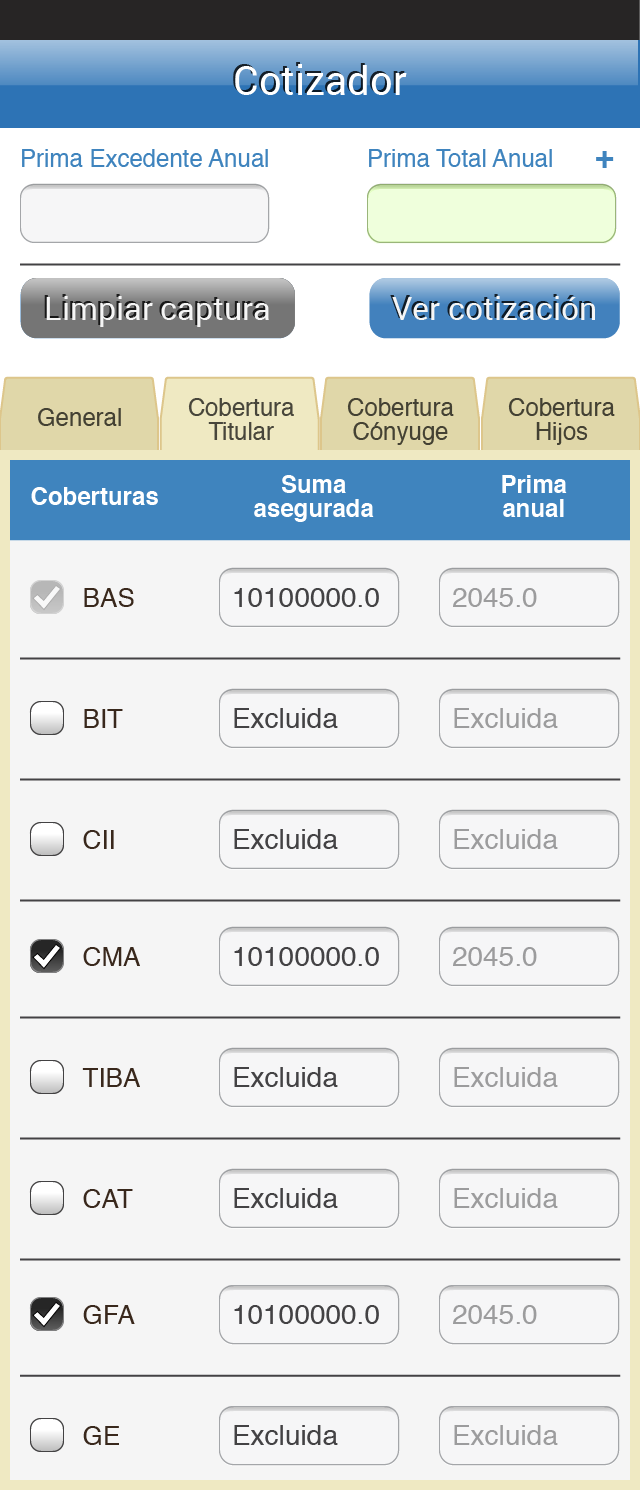 Cotizador
Prima Excedente Anual
Prima Total Anual +
Limpiar captura
Ver cotización
General
Cobertura
Titular
Cobertura
Cónyuge
Cobertura
Hijos
Coberturas
Suma
asegurada
Prima
anual
BAS 10100000.0 2045.0
BIT Excluida Excluida
CII Excluida Excluida
CMA 10100000.0 2045.0
TIBA Excluida Excluida
CAT Excluida Excluida
GFA 10100000.0 2045.0
GE Excluida Excluida